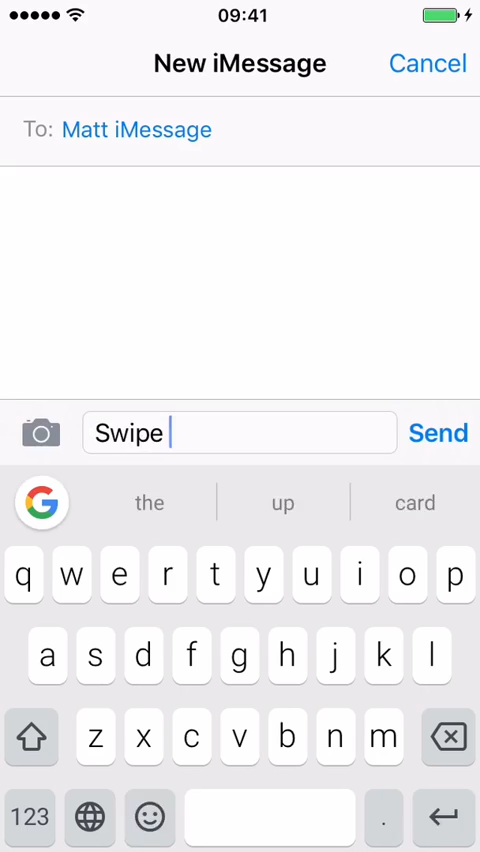 09:41
New iMessage Cancel
To: Matt iMessage
Swipe Send
G the up card
q w e r t y u i o p
a s d f g h j k l
z x c v b n m
123 .